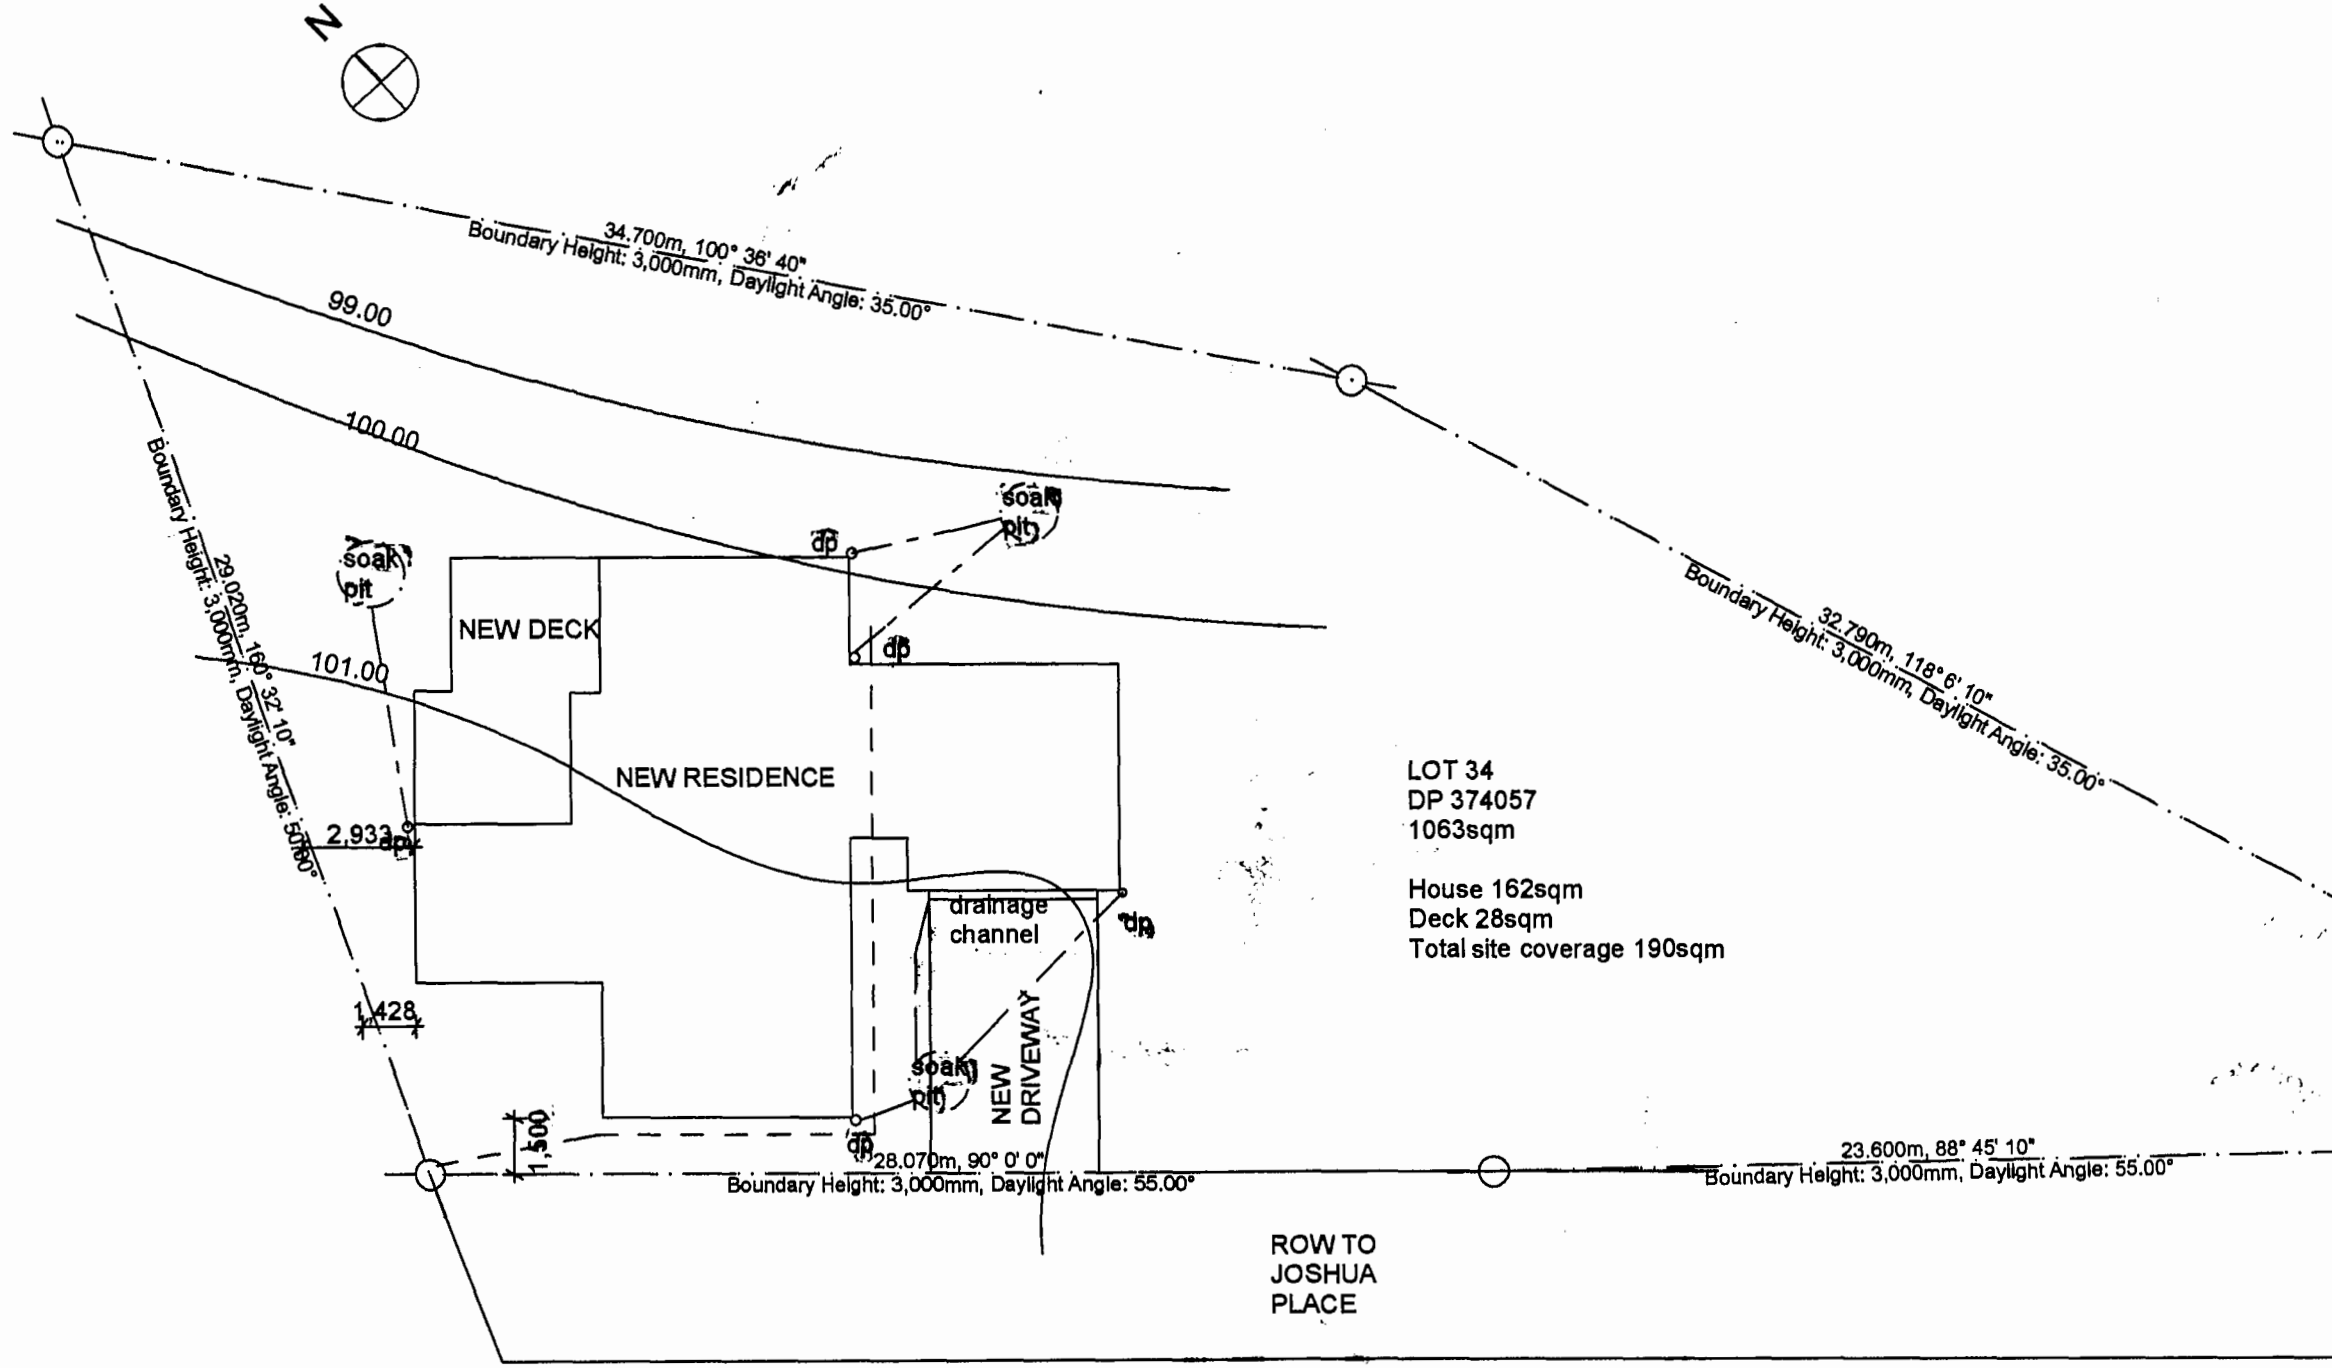 N
34.700m, 100° 36' 40"
Boundary Height: 3,000mm, Daylight Angle: 35.00°
99.00
100.00
soak
pit
dp
soak
pit
29.020m, 160° 32' 10"
Boundary Height: 3,000mm, Daylight Angle: 50.00°
NEW DECK
dp
101.00
32.790m, 118° 6' 10"
Boundary Height: 3,000mm, Daylight Angle: 35.00°
NEW RESIDENCE
LOT 34
DP 374057
1063sqm
House 162sqm
Deck 28sqm
Total site coverage 190sqm
2,933
dp
drainage
channel
dp
1,428
NEW
DRIVEWAY
soak
pit
1,500
dp
28.070m, 90° 0' 0"
Boundary Height: 3,000mm, Daylight Angle: 55.00°
23.600m, 88° 45' 10"
Boundary Height: 3,000mm, Daylight Angle: 55.00°
ROW TO
JOSHUA
PLACE